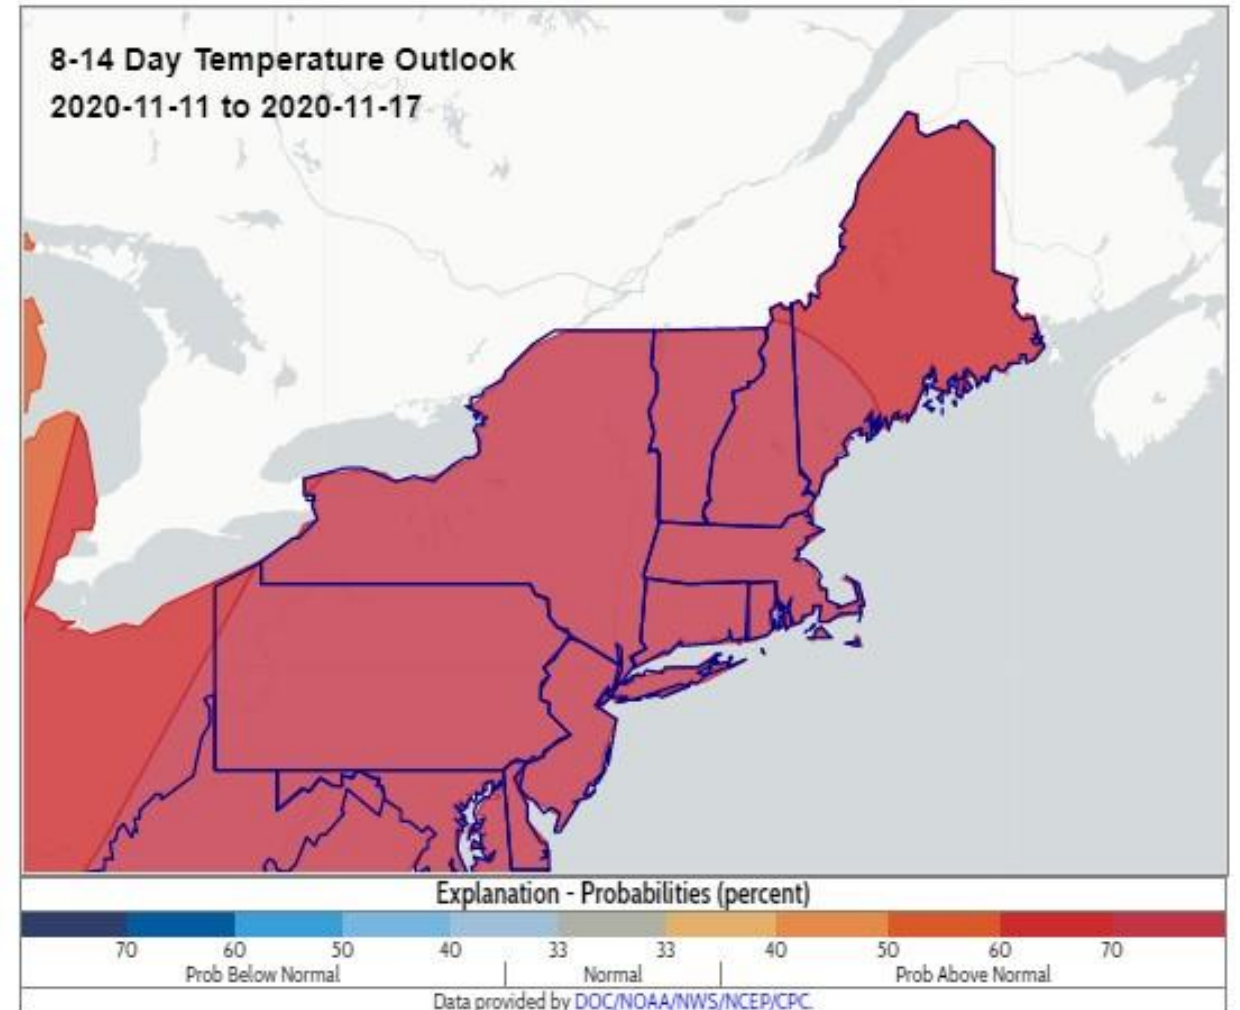 8-14 Day Temperature Outlook
2020-11-11 to 2020-11-17
Explanation - Probabilities (percent)
70 60 50 40 33 33 40 50 60 70
Prob Below Normal | Normal | Prob Above Normal
Data provided by DOC/NOAA/NWS/NCEP/CPC.